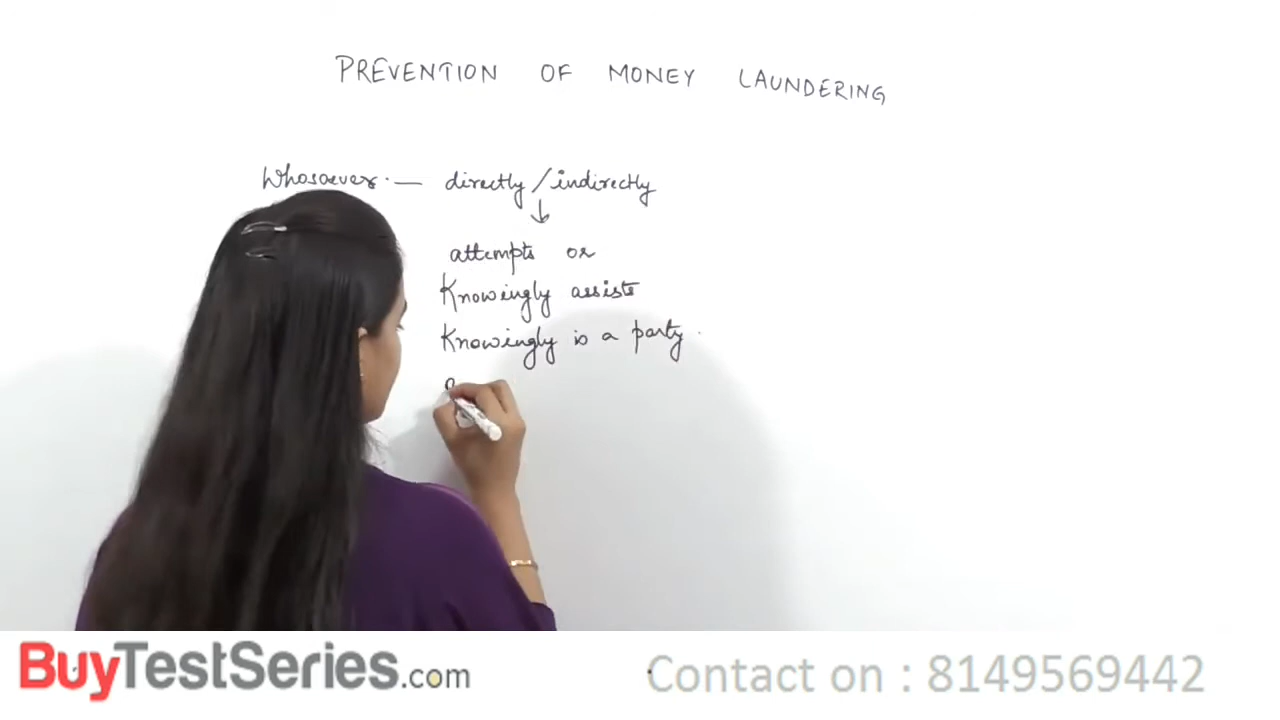 PREVENTION OF MONEY LAUNDERING
Whosoever. — directly / indirectly
↓
attempts or
Knowingly assists
Knowingly is a party.
BuyTestSeries.com
Contact on : 8149569442